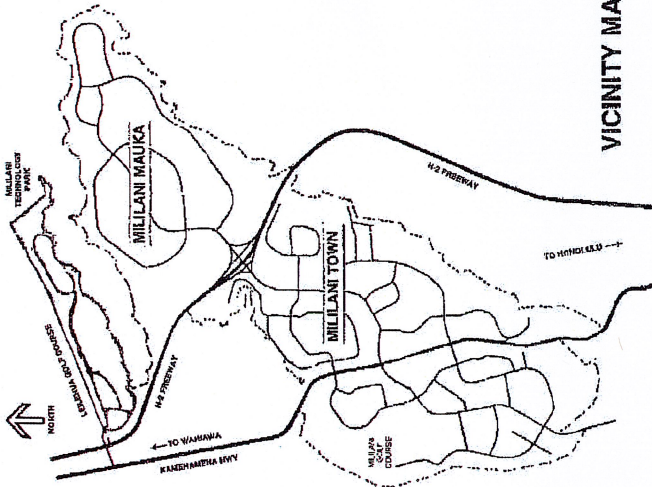 MILILANI
TECHNOLOGY
PARK
LEILEHUA GOLF COURSE
NORTH
MILILANI MAUKA
H-2 FREEWAY
H-2 FREEWAY
← TO WAHIAWA
KAMEHAMEHA HWY
MILILANI TOWN
TO HONOLULU →
MILILANI
GOLF
COURSE
VICINITY MA